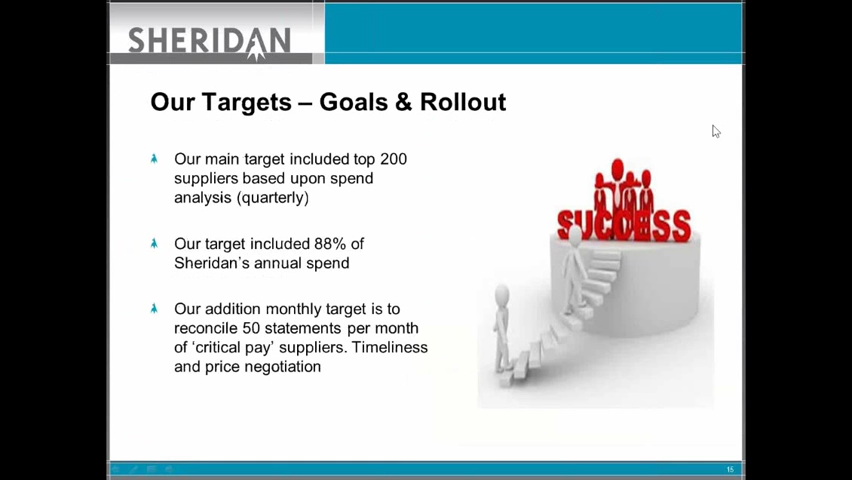 SHERIDAN
Our Targets – Goals & Rollout
Our main target included top 200
suppliers based upon spend
analysis (quarterly)
Our target included 88% of
Sheridan’s annual spend
Our addition monthly target is to
reconcile 50 statements per month
of ‘critical pay’ suppliers. Timeliness
and price negotiation
SUCCESS
15